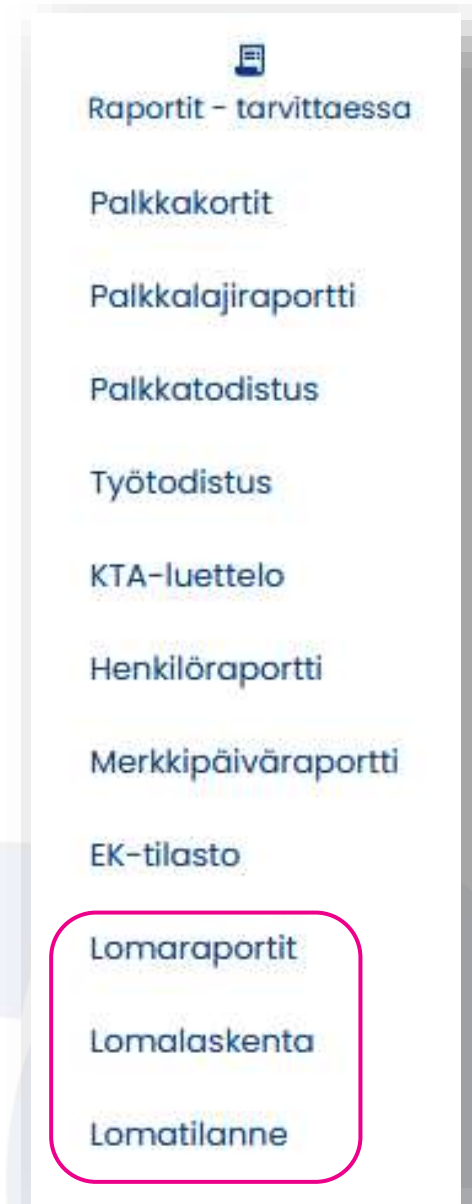 Raportit - tarvittaessa
Palkkakortit
Palkkalajiraportti
Palkkatodistus
Työtodistus
KTA-luettelo
Henkilöraportti
Merkkipäiväraportti
EK-tilasto
Lomaraportit
Lomalaskenta
Lomatilanne